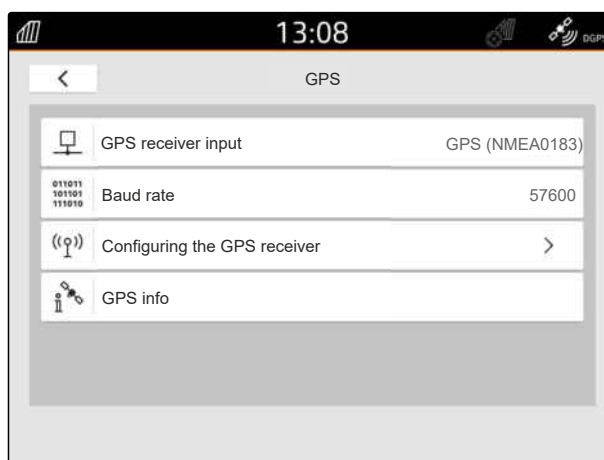 13:08
DGPS
GPS
GPS receiver input GPS (NMEA0183)
011011
101101
111010
Baud rate 57600
Configuring the GPS receiver
GPS info